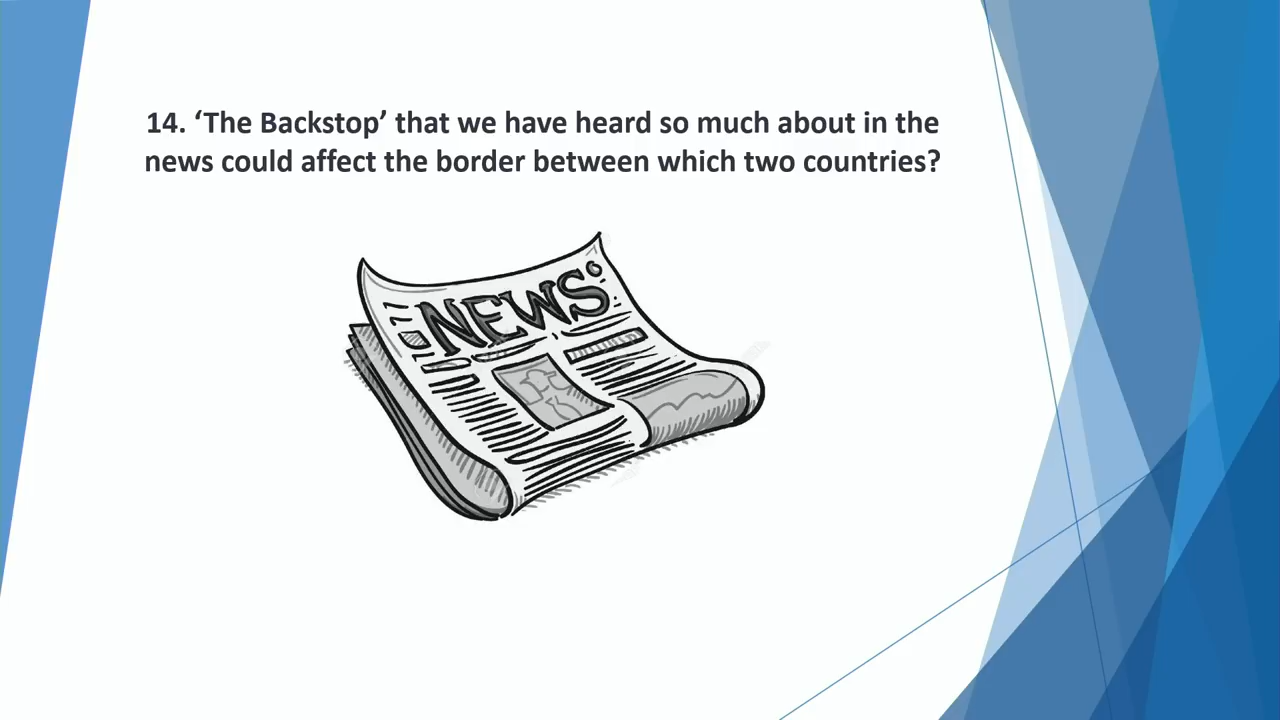 14. ‘The Backstop’ that we have heard so much about in the
news could affect the border between which two countries?
NEWS